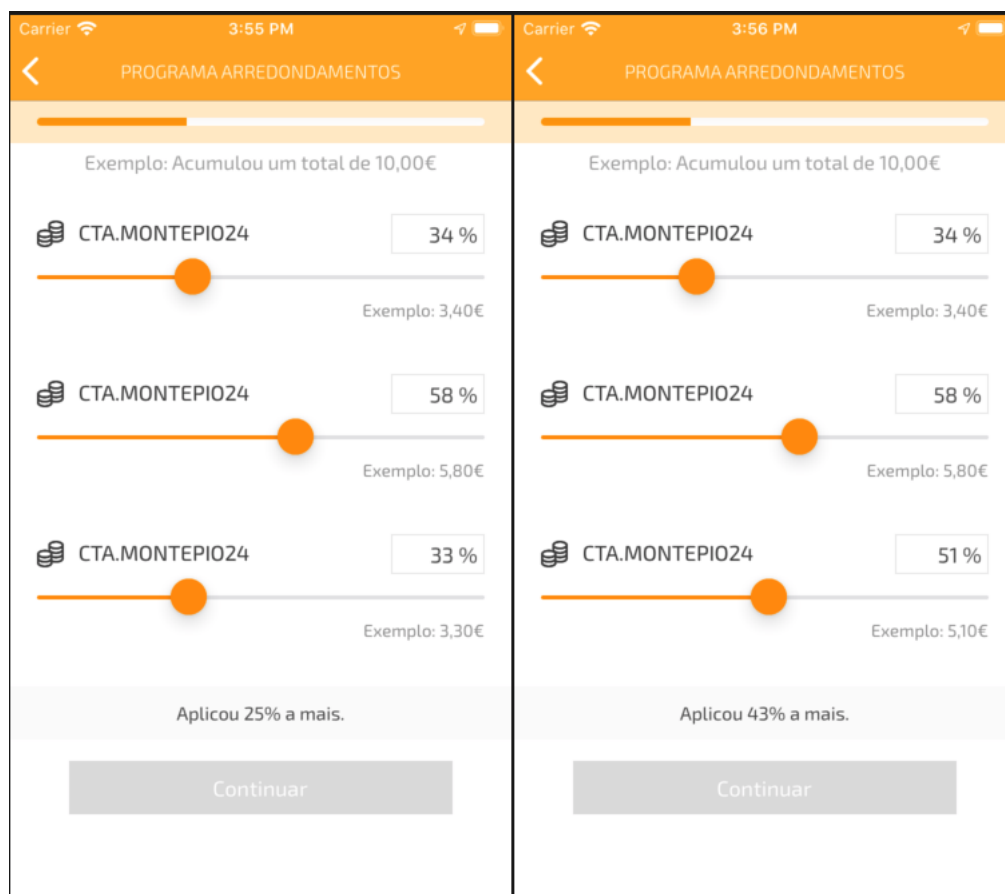 Carrier 3:55 PM
PROGRAMA ARREDONDAMENTOS
Exemplo: Acumulou um total de 10,00€
CTA.MONTEPIO24 34 %
Exemplo: 3,40€
CTA.MONTEPIO24 58 %
Exemplo: 5,80€
CTA.MONTEPIO24 33 %
Exemplo: 3,30€
Aplicou 25% a mais.
Continuar
Carrier 3:56 PM
PROGRAMA ARREDONDAMENTOS
Exemplo: Acumulou um total de 10,00€
CTA.MONTEPIO24 34 %
Exemplo: 3,40€
CTA.MONTEPIO24 58 %
Exemplo: 5,80€
CTA.MONTEPIO24 51 %
Exemplo: 5,10€
Aplicou 43% a mais.
Continuar